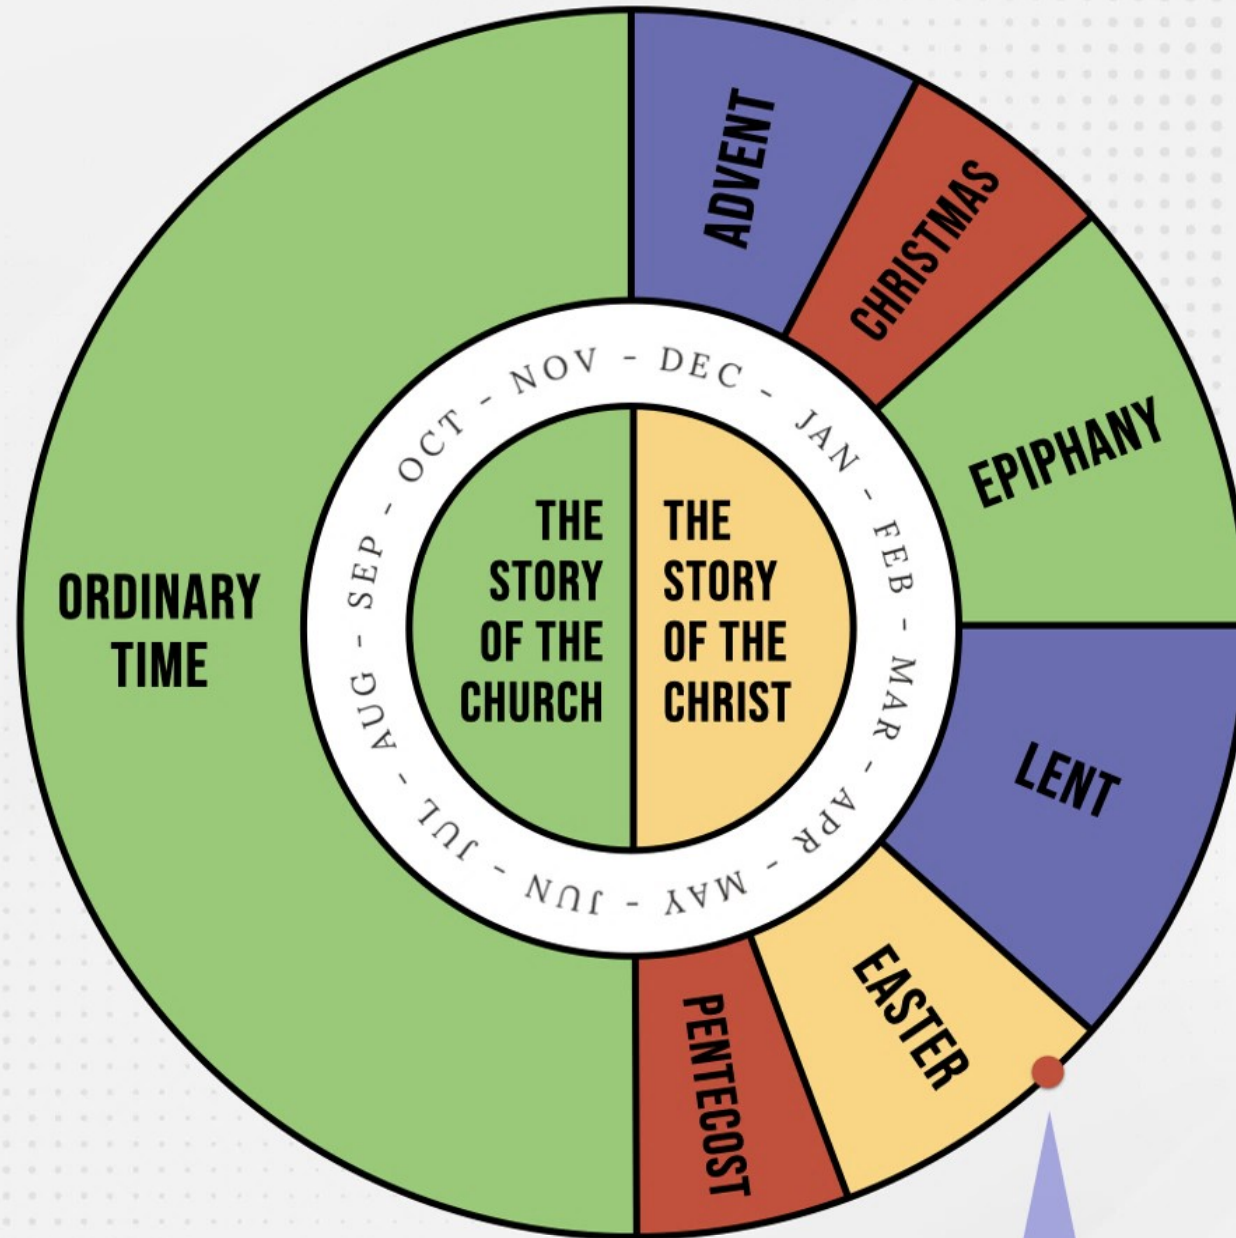 ADVENT
CHRISTMAS
EPIPHANY
LENT
EASTER
PENTECOST
ORDINARY
TIME
NOV - DEC - JAN - FEB - MAR - APR - MAY - JUN - JUL - AUG - SEP - OCT -
THE
STORY
OF THE
CHURCH
THE
STORY
OF THE
CHRIST